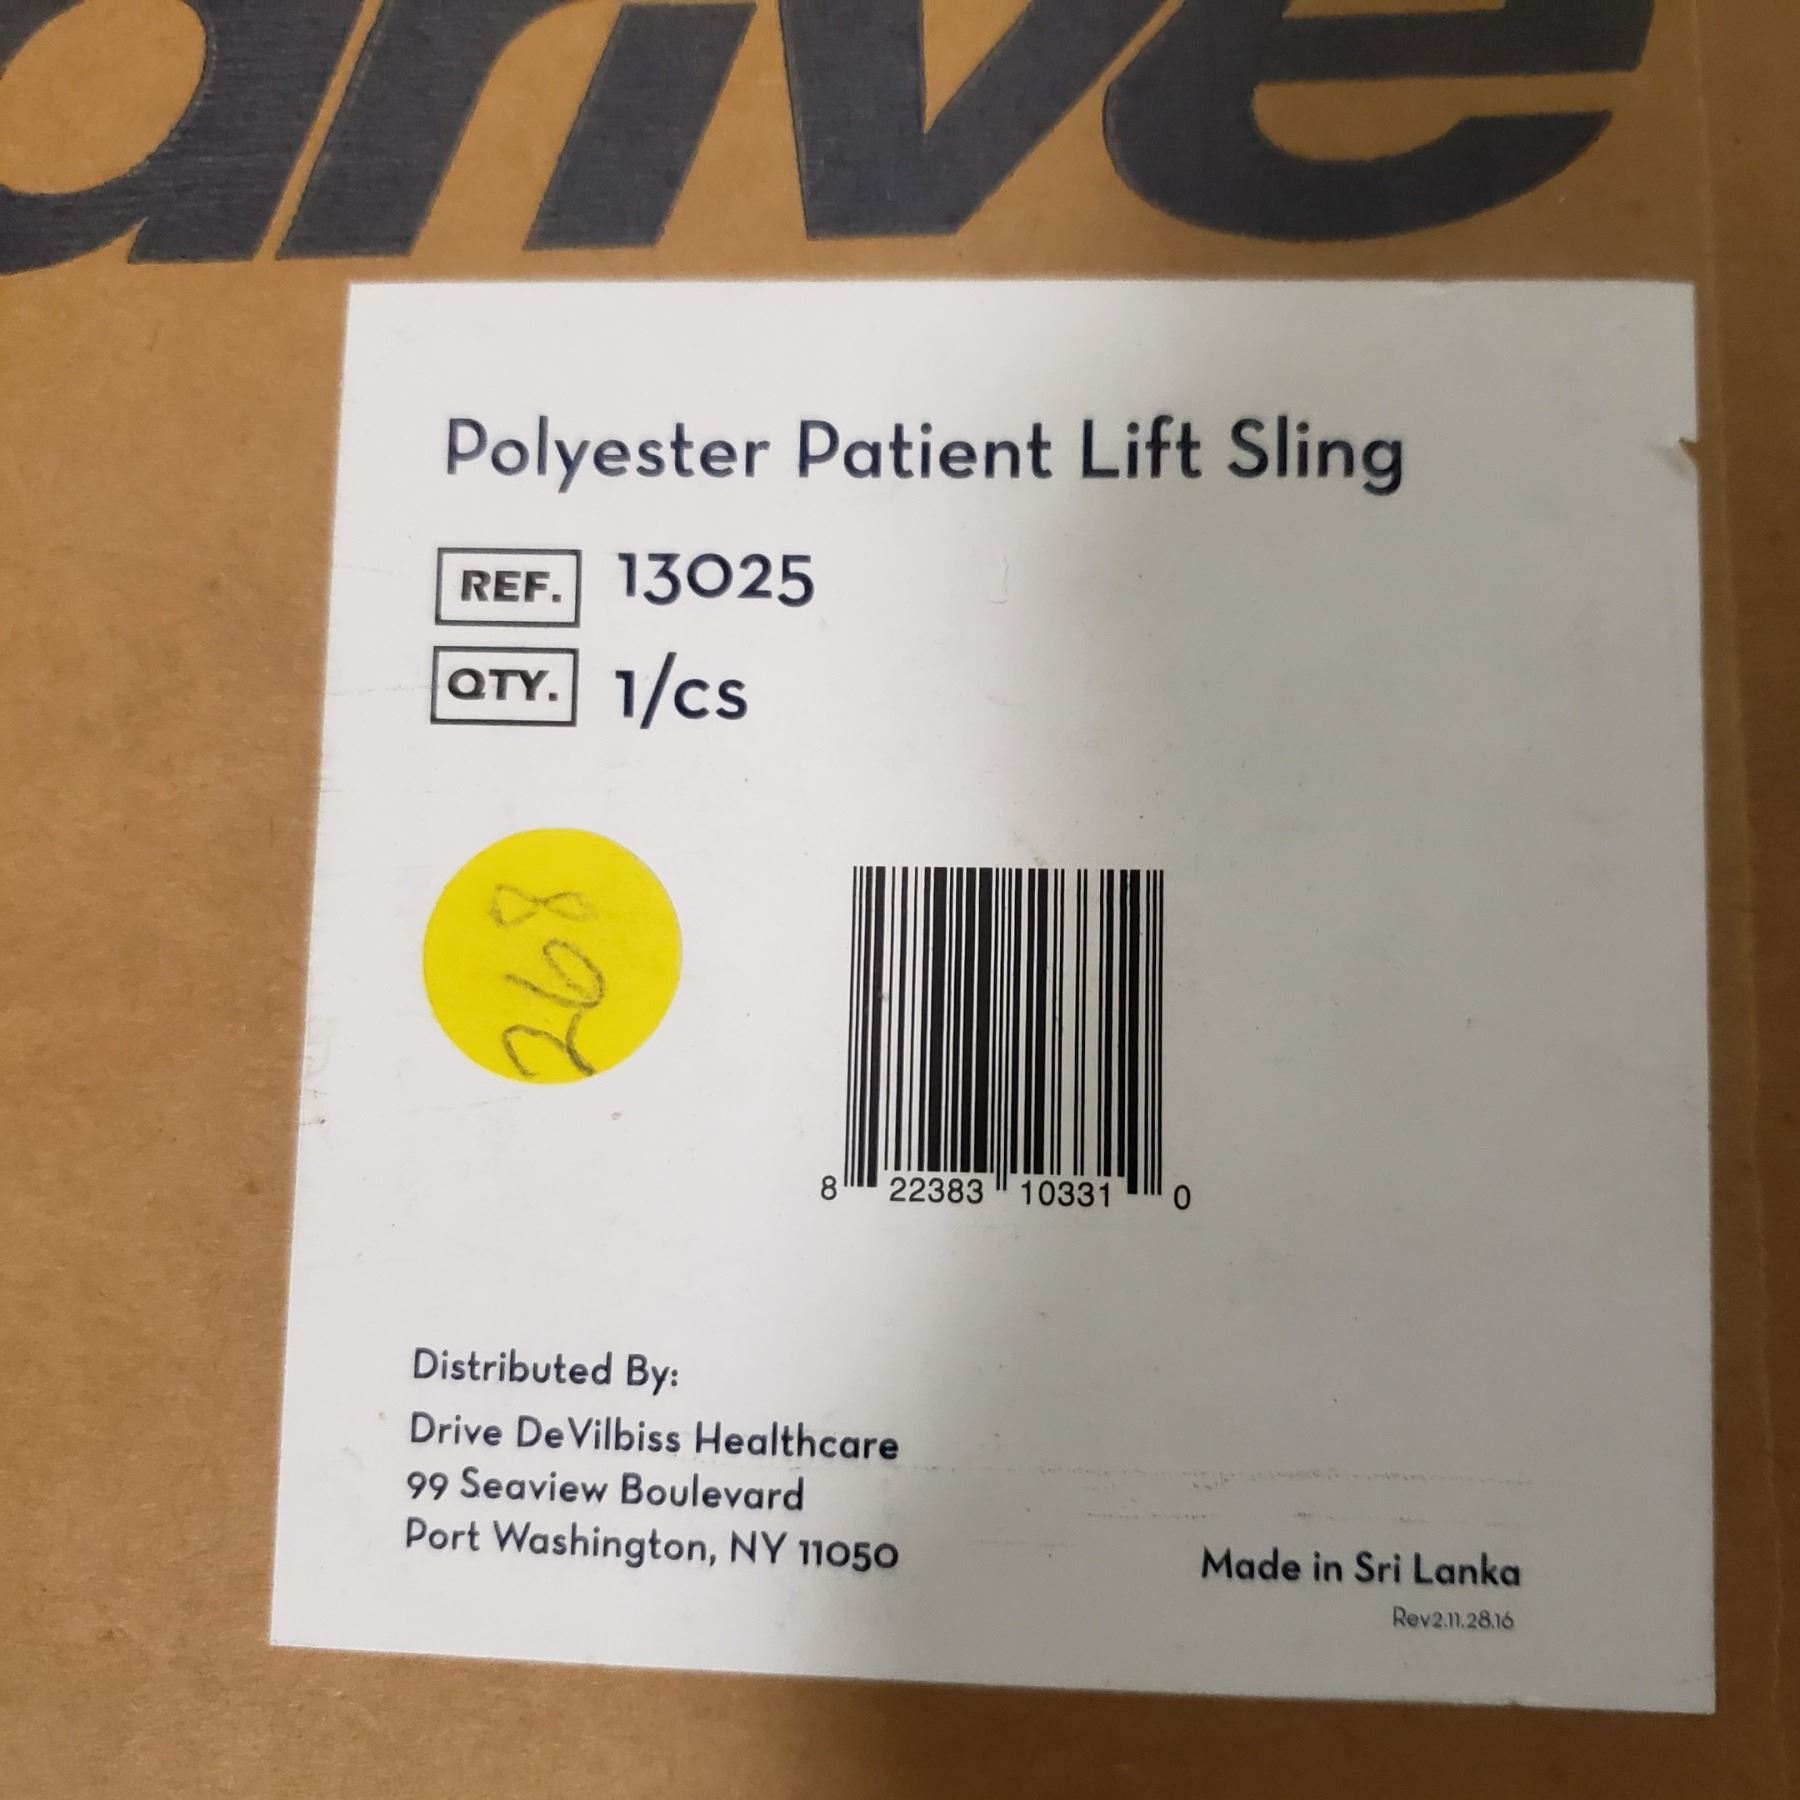 drive
Polyester Patient Lift Sling
REF. 13025
QTY. 1/cs
268
8 22383 10331 0
Distributed By:
Drive DeVilbiss Healthcare
99 Seaview Boulevard
Port Washington, NY 11050
Made in Sri Lanka
Rev2.11.28.16